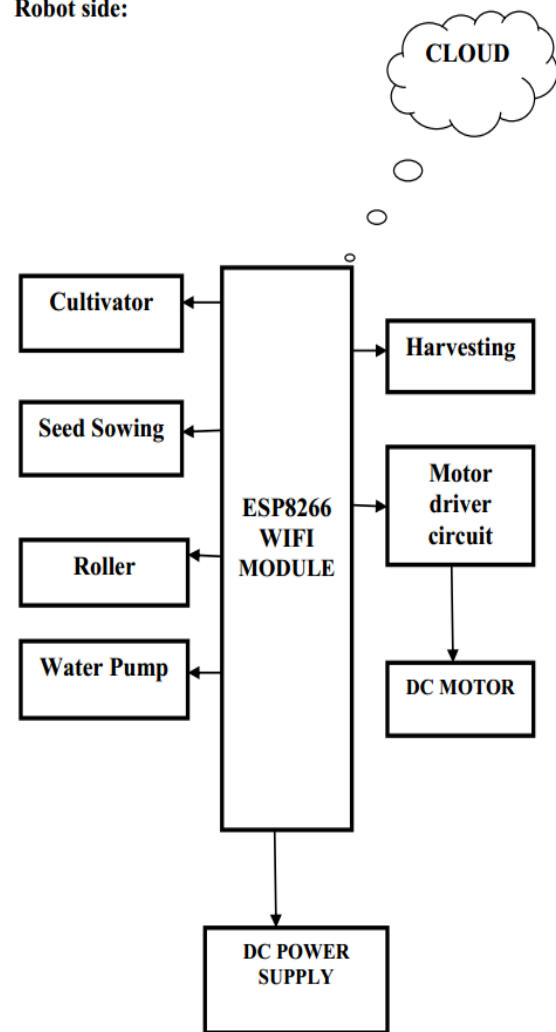 Robot side:
CLOUD
Cultivator
Harvesting
Seed Sowing
Motor
driver
circuit
ESP8266
WIFI
MODULE
Roller
Water Pump
DC MOTOR
DC POWER
SUPPLY